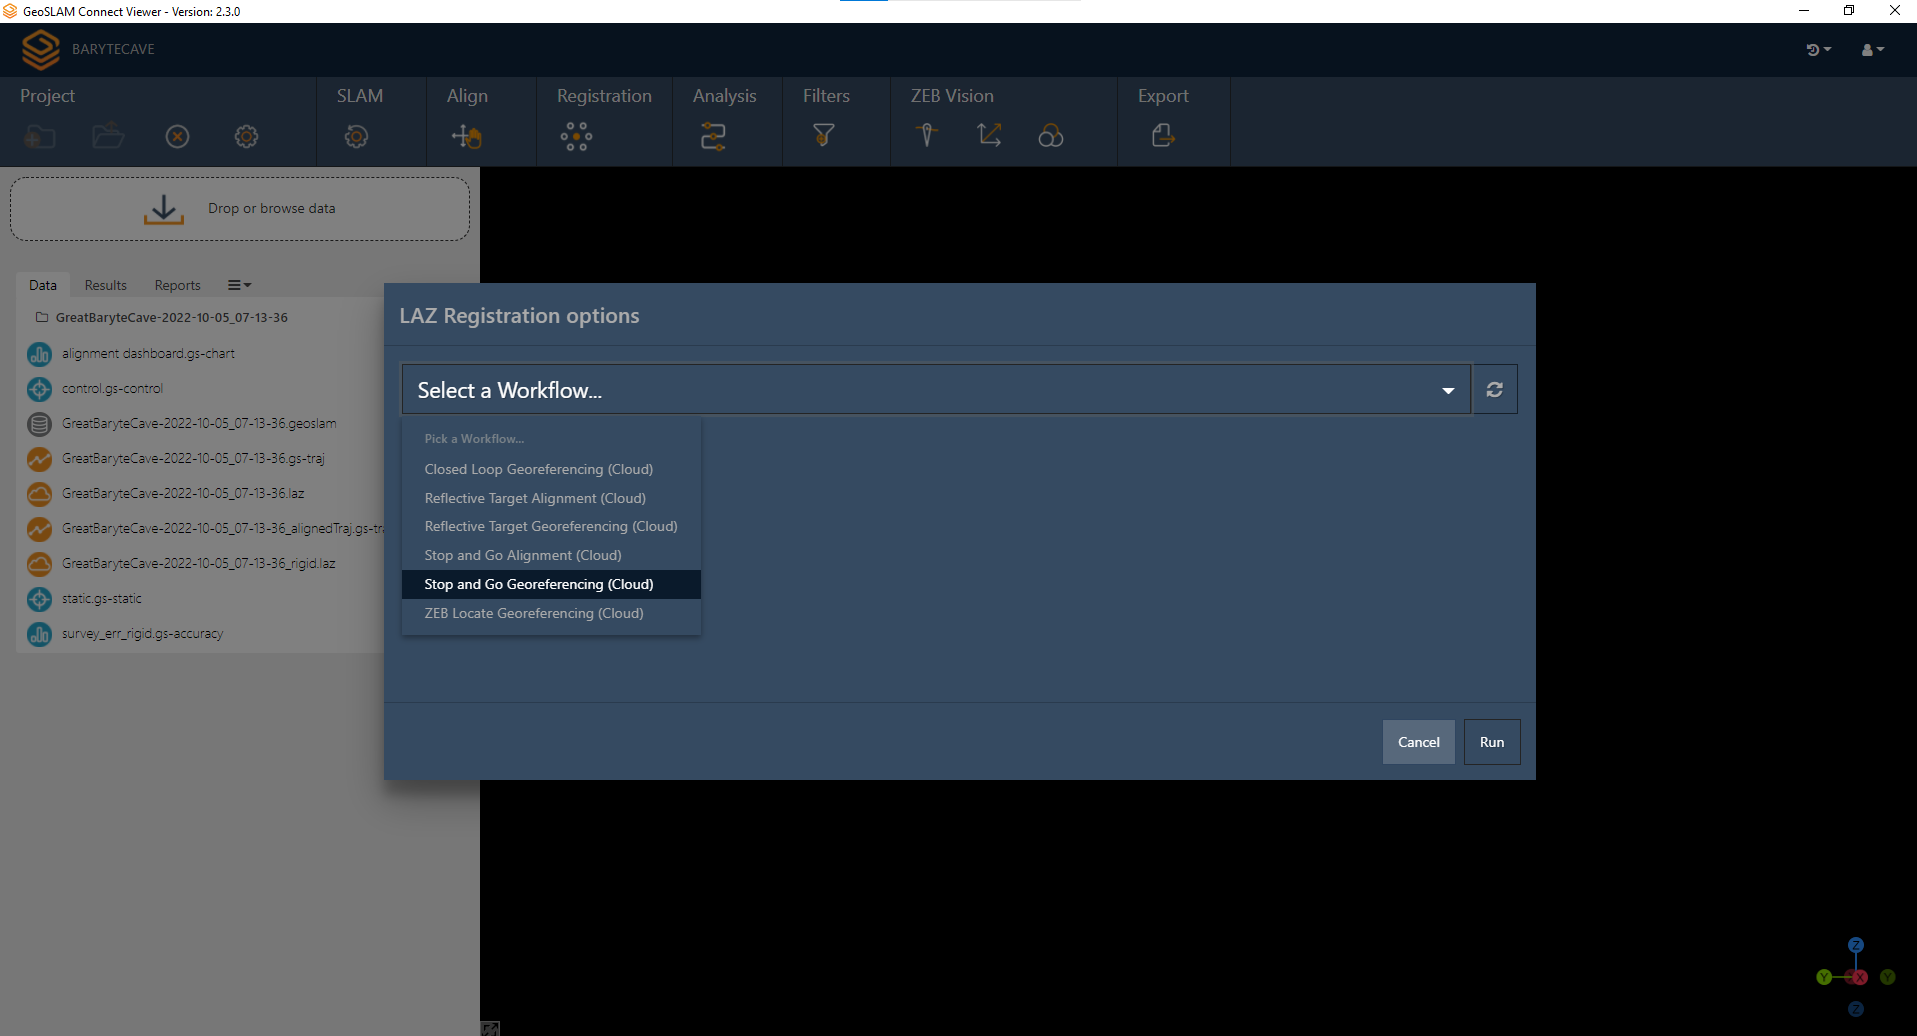 GeoSLAM Connect Viewer - Version: 2.3.0
BARYTECAVE
Project
SLAM
Align
Registration
Analysis
Filters
ZEB Vision
Export
Drop or browse data
Data
Results
Reports
GreatBaryteCave-2022-10-05_07-13-36
alignment dashboard.gs-chart
control.gs-control
GreatBaryteCave-2022-10-05_07-13-36.geoslam
GreatBaryteCave-2022-10-05_07-13-36.gs-traj
GreatBaryteCave-2022-10-05_07-13-36.laz
GreatBaryteCave-2022-10-05_07-13-36_alignedTraj.gs-tra
GreatBaryteCave-2022-10-05_07-13-36_rigid.laz
static.gs-static
survey_err_rigid.gs-accuracy
LAZ Registration options
Select a Workflow...
Pick a Workflow...
Closed Loop Georeferencing (Cloud)
Reflective Target Alignment (Cloud)
Reflective Target Georeferencing (Cloud)
Stop and Go Alignment (Cloud)
Stop and Go Georeferencing (Cloud)
ZEB Locate Georeferencing (Cloud)
Cancel
Run
Z
Y
X
Y
Z